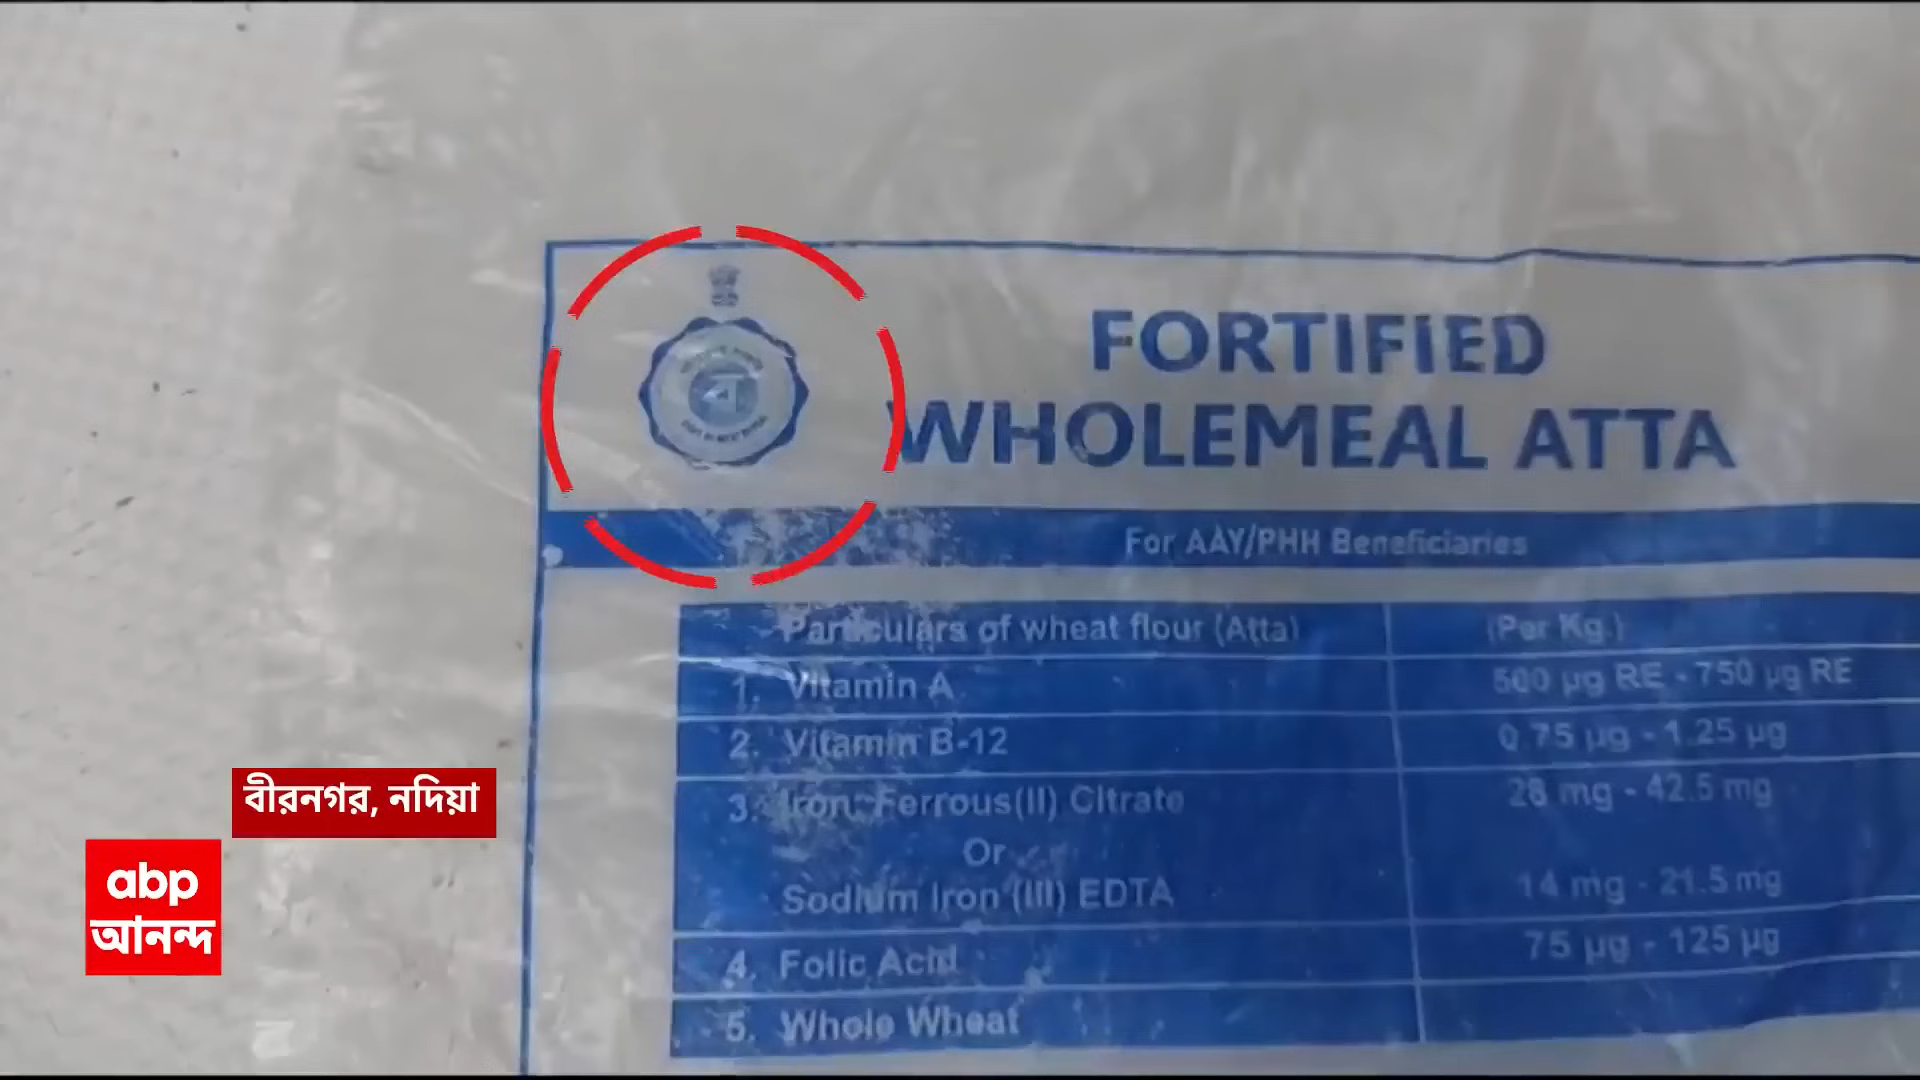 ব
FORTIFIED
WHOLEMEAL ATTA
For AAY/PHH Beneficiaries
Particulars of wheat flour (Atta) (Per Kg.)
1. Vitamin A 500 µg RE - 750 µg RE
2. Vitamin B-12 0.75 µg - 1.25 µg
3. Iron: Ferrous(II) Citrate 28 mg - 42.5 mg
Or
Sodium Iron (III) EDTA 14 mg - 21.5 mg
4. Folic Acid 75 µg - 125 µg
5. Whole Wheat
বীরনগর, নদিয়া
abp
আনন্দ